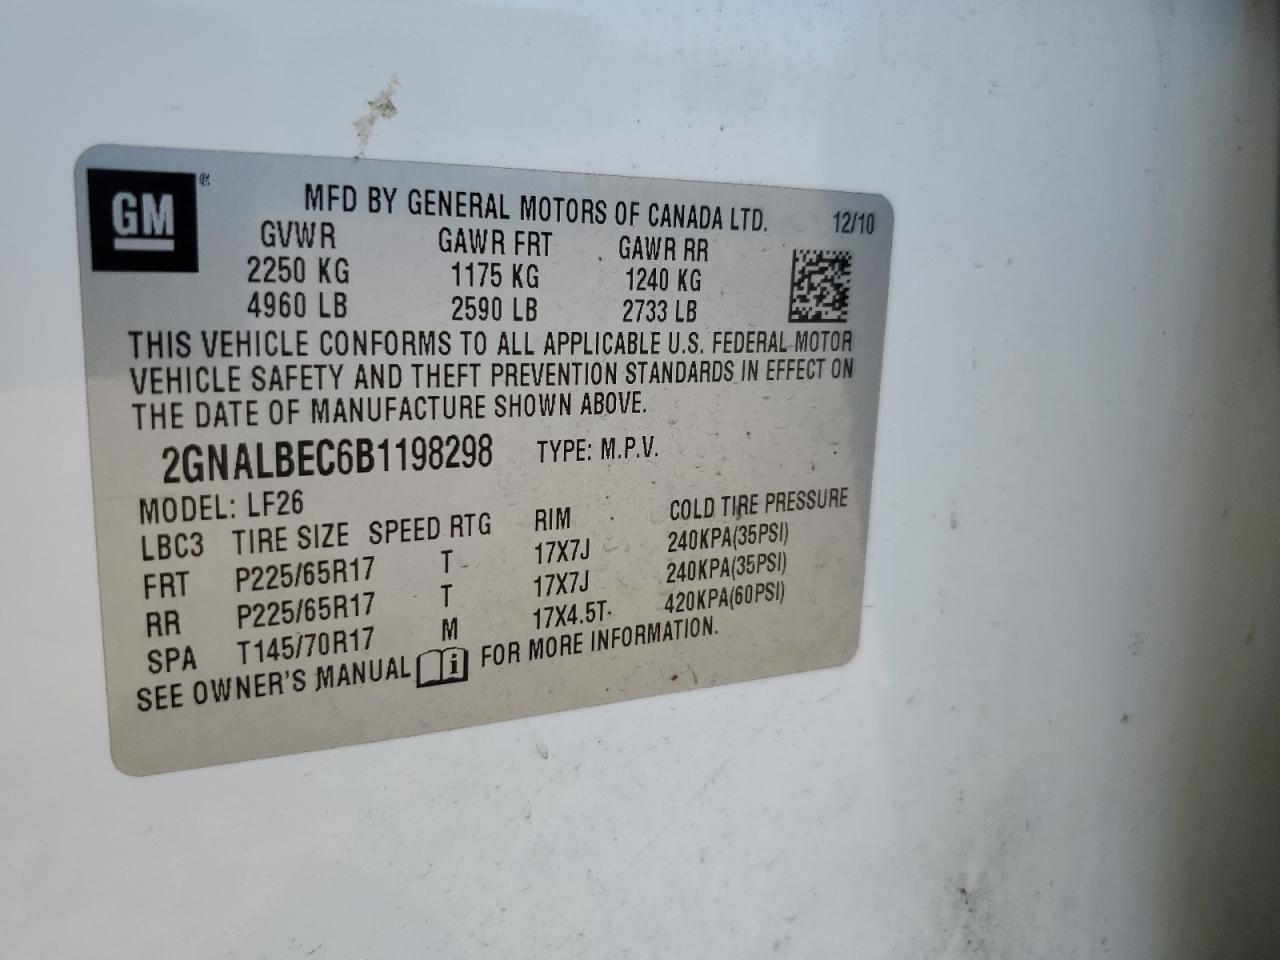 GM
MFD BY GENERAL MOTORS OF CANADA LTD. 12/10
GVWR GAWR FRT GAWR RR
2250 KG 1175 KG 1240 KG
4960 LB 2590 LB 2733 LB
THIS VEHICLE CONFORMS TO ALL APPLICABLE U.S. FEDERAL MOTOR
VEHICLE SAFETY AND THEFT PREVENTION STANDARDS IN EFFECT ON
THE DATE OF MANUFACTURE SHOWN ABOVE.
2GNALBEC6B1198298 TYPE: M.P.V.
MODEL: LF26
LBC3 TIRE SIZE SPEED RTG RIM COLD TIRE PRESSURE
FRT P225/65R17 T 17X7J 240KPA(35PSI)
RR P225/65R17 T 17X7J 240KPA(35PSI)
SPA T145/70R17 M 17X4.5T 420KPA(60PSI)
SEE OWNER'S MANUAL i FOR MORE INFORMATION.